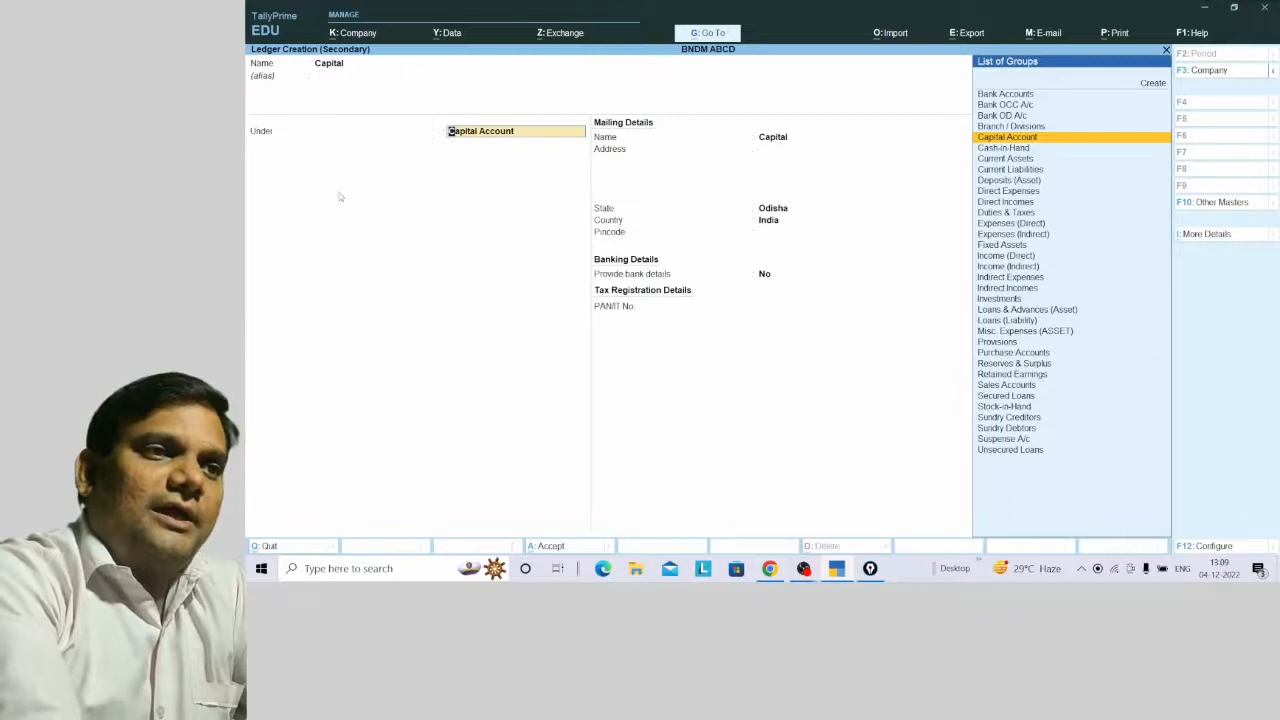 TallyPrime
EDU
MANAGE
K: Company
Y: Data
Z: Exchange
G: Go To
O: Import
E: Export
M: E-mail
P: Print
F1: Help
Ledger Creation (Secondary)
BNDM ABCD
Name : Capital
(alias) :
Under : Capital Account
Mailing Details
Name : Capital
Address :
State : Odisha
Country : India
Pincode :
Banking Details
Provide bank details : No
Tax Registration Details
PAN/IT No. :
List of Groups
Create
Bank Accounts
Bank OCC A/c
Bank OD A/c
Branch / Divisions
Capital Account
Cash-in-Hand
Current Assets
Current Liabilities
Deposits (Asset)
Direct Expenses
Direct Incomes
Duties & Taxes
Expenses (Direct)
Expenses (Indirect)
Fixed Assets
Income (Direct)
Income (Indirect)
Indirect Expenses
Indirect Incomes
Investments
Loans & Advances (Asset)
Loans (Liability)
Misc. Expenses (ASSET)
Provisions
Purchase Accounts
Reserves & Surplus
Retained Earnings
Sales Accounts
Secured Loans
Stock-in-Hand
Sundry Creditors
Sundry Debtors
Suspense A/c
Unsecured Loans
F2: Period
F3: Company
F4
F5
F6
F7
F8
F9
F10: Other Masters
I: More Details
F12: Configure
Q: Quit
A: Accept
D: Delete
Type here to search
Desktop
29°C Haze
ENG
13:09
04-12-2022